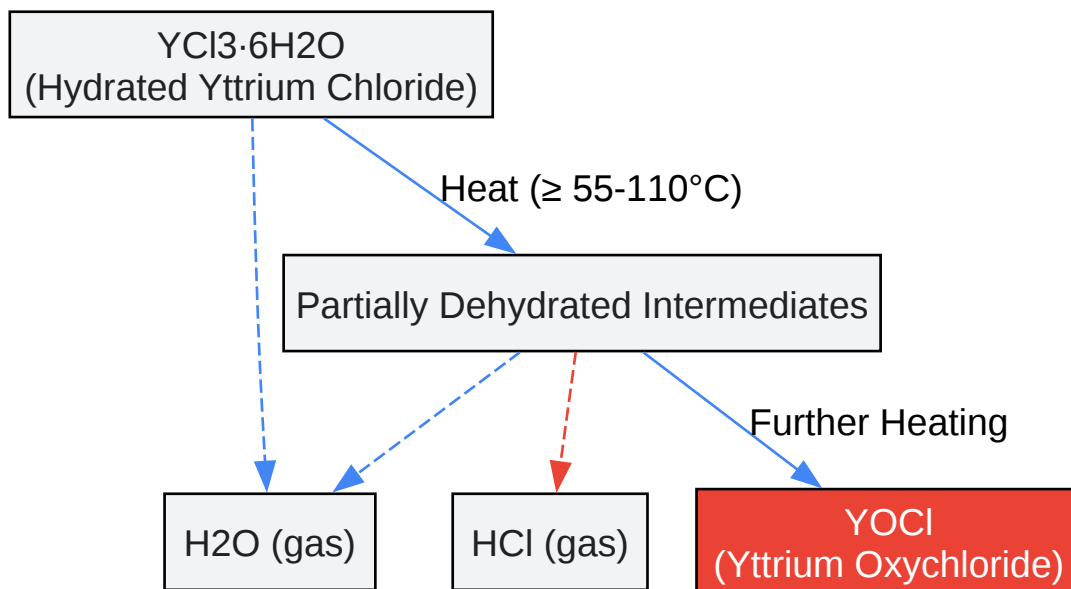 YCl3·6H2O
(Hydrated Yttrium Chloride)
Heat (≥ 55-110°C)
Partially Dehydrated Intermediates
Further Heating
H2O (gas)
HCl (gas)
YOCl
(Yttrium Oxychloride)